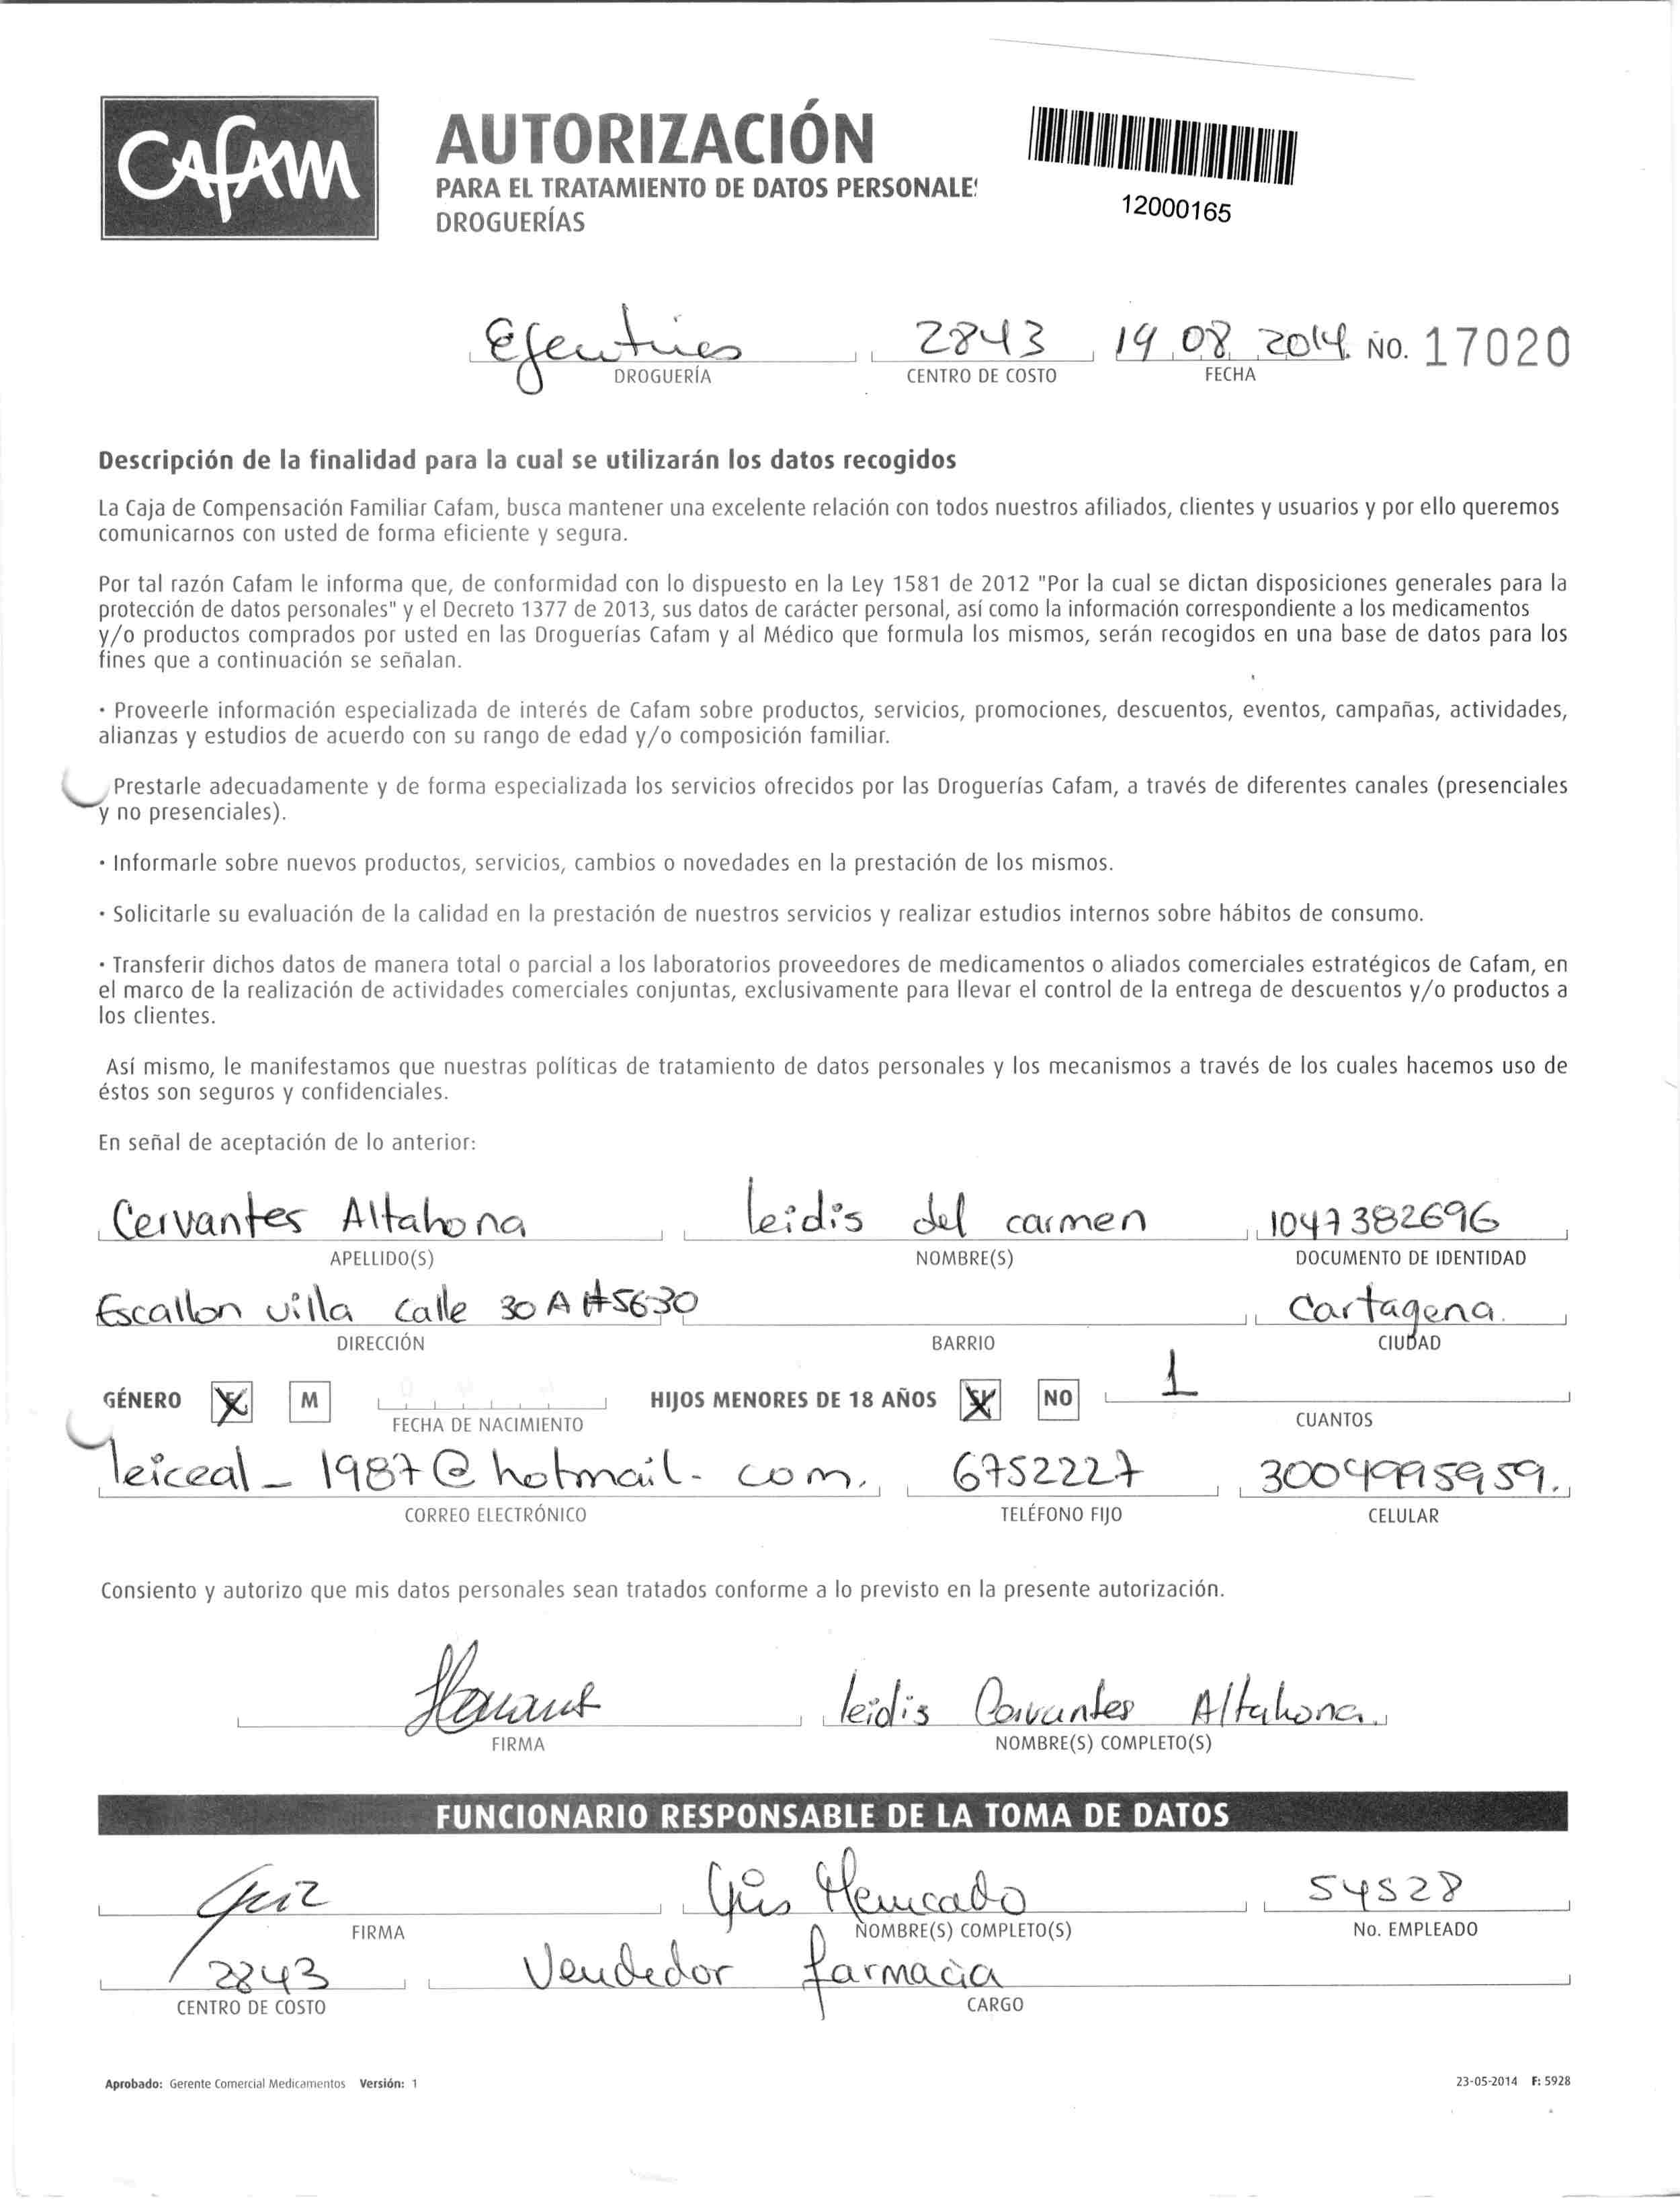 CAFAM
AUTORIZACIÓN
PARA EL TRATAMIENTO DE DATOS PERSONALES
DROGUERÍAS
12000165
2843 19 08 2014. No. 17020
DROGUERÍA CENTRO DE COSTO FECHA
Descripción de la finalidad para la cual se utilizarán los datos recogidos
La Caja de Compensación Familiar Cafam, busca mantener una excelente relación con todos nuestros afiliados, clientes y usuarios y por ello queremos
comunicarnos con usted de forma eficiente y segura.
Por tal razón Cafam le informa que, de conformidad con lo dispuesto en la Ley 1581 de 2012 "Por la cual se dictan disposiciones generales para la
protección de datos personales" y el Decreto 1377 de 2013, sus datos de carácter personal, así como la información correspondiente a los medicamentos
y/o productos comprados por usted en las Droguerías Cafam y al Médico que formula los mismos, serán recogidos en una base de datos para los
fines que a continuación se señalan.
· Proveerle información especializada de interés de Cafam sobre productos, servicios, promociones, descuentos, eventos, campañas, actividades,
alianzas y estudios de acuerdo con su rango de edad y/o composición familiar.
Prestarle adecuadamente y de forma especializada los servicios ofrecidos por las Droguerías Cafam, a través de diferentes canales (presenciales
y no presenciales).
· Informarle sobre nuevos productos, servicios, cambios o novedades en la prestación de los mismos.
· Solicitarle su evaluación de la calidad en la prestación de nuestros servicios y realizar estudios internos sobre hábitos de consumo.
· Transferir dichos datos de manera total o parcial a los laboratorios proveedores de medicamentos o aliados comerciales estratégicos de Cafam, en
el marco de la realización de actividades comerciales conjuntas, exclusivamente para llevar el control de la entrega de descuentos y/o productos a
los clientes.
Así mismo, le manifestamos que nuestras políticas de tratamiento de datos personales y los mecanismos a través de los cuales hacemos uso de
éstos son seguros y confidenciales.
En señal de aceptación de lo anterior:
Cervantes Altahona leidis del carmen 1047382696
APELLIDO(S) NOMBRE(S) DOCUMENTO DE IDENTIDAD
Escallon villa calle 30 A #5630 Cartagena.
DIRECCIÓN BARRIO CIUDAD
GÉNERO X M HIJOS MENORES DE 18 AÑOS X NO 1
FECHA DE NACIMIENTO CUANTOS
leiceal_1987@hotmail.com. 6752227 30049959 59.
CORREO ELECTRÓNICO TELÉFONO FIJO CELULAR
Consiento y autorizo que mis datos personales sean tratados conforme a lo previsto en la presente autorización.
leidis Cervantes Altahona.
FIRMA NOMBRE(S) COMPLETO(S)
FUNCIONARIO RESPONSABLE DE LA TOMA DE DATOS
Mercado 54528
FIRMA NOMBRE(S) COMPLETO(S) No. EMPLEADO
2843 Vendedor farmacia
CENTRO DE COSTO CARGO
Aprobado: Gerente Comercial Medicamentos Versión: 1 23-05-2014 F: 5928